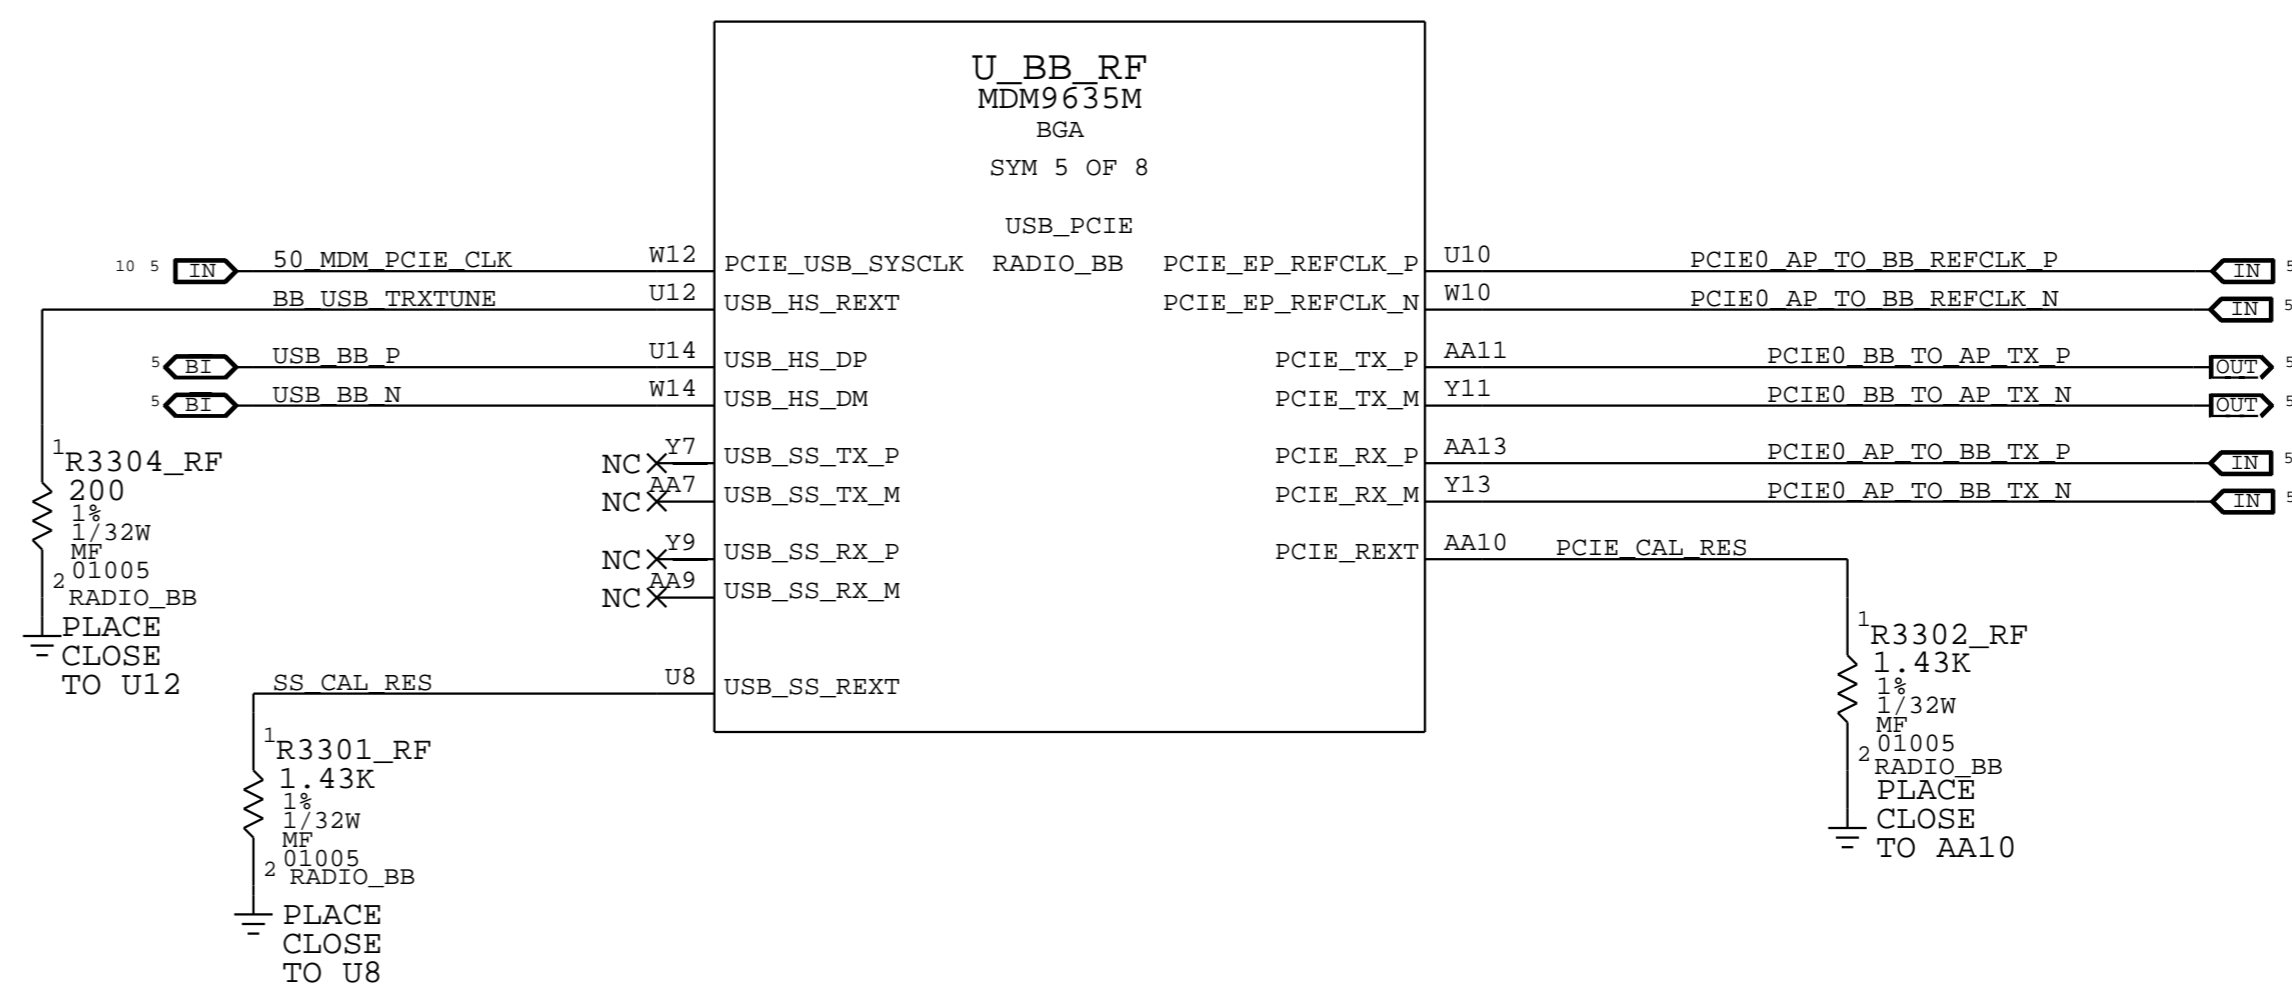 U_BB_RF
MDM9635M
BGA
SYM 5 OF 8
USB_PCIE
RADIO_BB
10 5 IN 50_MDM_PCIE_CLK W12 PCIE_USB_SYSCLK
BB_USB_TRXTUNE U12 USB_HS_REXT
5 BI USB_BB_P U14 USB_HS_DP
5 BI USB_BB_N W14 USB_HS_DM
NC Y7 USB_SS_TX_P
NC AA7 USB_SS_TX_M
NC Y9 USB_SS_RX_P
NC AA9 USB_SS_RX_M
SS_CAL_RES U8 USB_SS_REXT
PCIE_EP_REFCLK_P U10 PCIE0_AP_TO_BB_REFCLK_P IN 5
PCIE_EP_REFCLK_N W10 PCIE0_AP_TO_BB_REFCLK_N IN 5
PCIE_TX_P AA11 PCIE0_BB_TO_AP_TX_P OUT 5
PCIE_TX_M Y11 PCIE0_BB_TO_AP_TX_N OUT 5
PCIE_RX_P AA13 PCIE0_AP_TO_BB_TX_P IN 5
PCIE_RX_M Y13 PCIE0_AP_TO_BB_TX_N IN 5
PCIE_REXT AA10 PCIE_CAL_RES
1
R3304_RF
200
1%
1/32W
MF
01005
2
RADIO_BB
PLACE
CLOSE
TO U12
1
R3301_RF
1.43K
1%
1/32W
MF
01005
2
RADIO_BB
PLACE
CLOSE
TO U8
1
R3302_RF
1.43K
1%
1/32W
MF
01005
2
RADIO_BB
PLACE
CLOSE
TO AA10